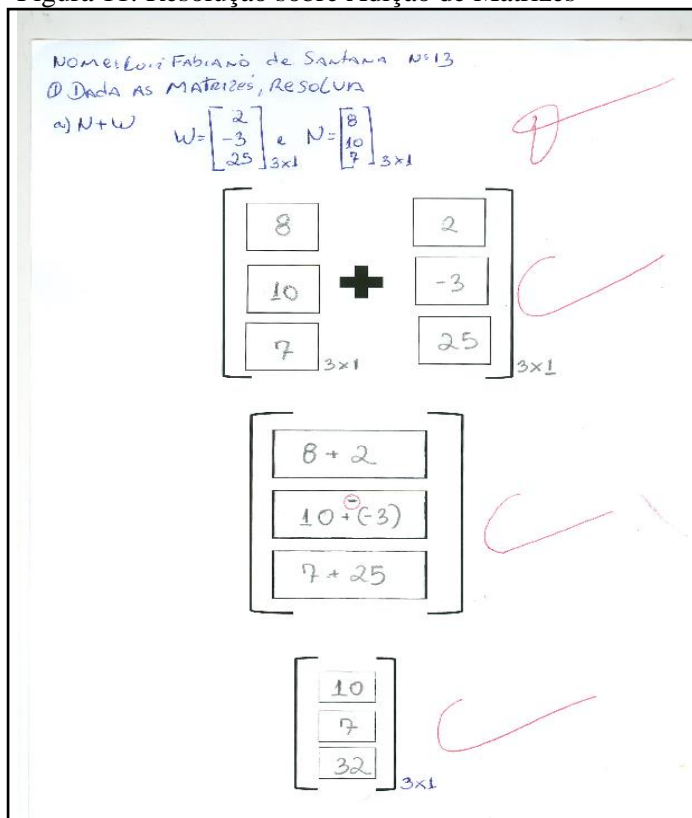 Figura 11: Resolução sobre Adição de Matrizes
Nome: Luiz Fabiano de Santana Nº 13
① Dada as Matrizes, Resolva
a) N+W W= [2 -3 25] 3x1 e N= [8 10 7] 3x1
8 + 2
10 -3
7 3x1 25 3x1
8 + 2
10 + (-3)
7 + 25
10
7
32 3x1